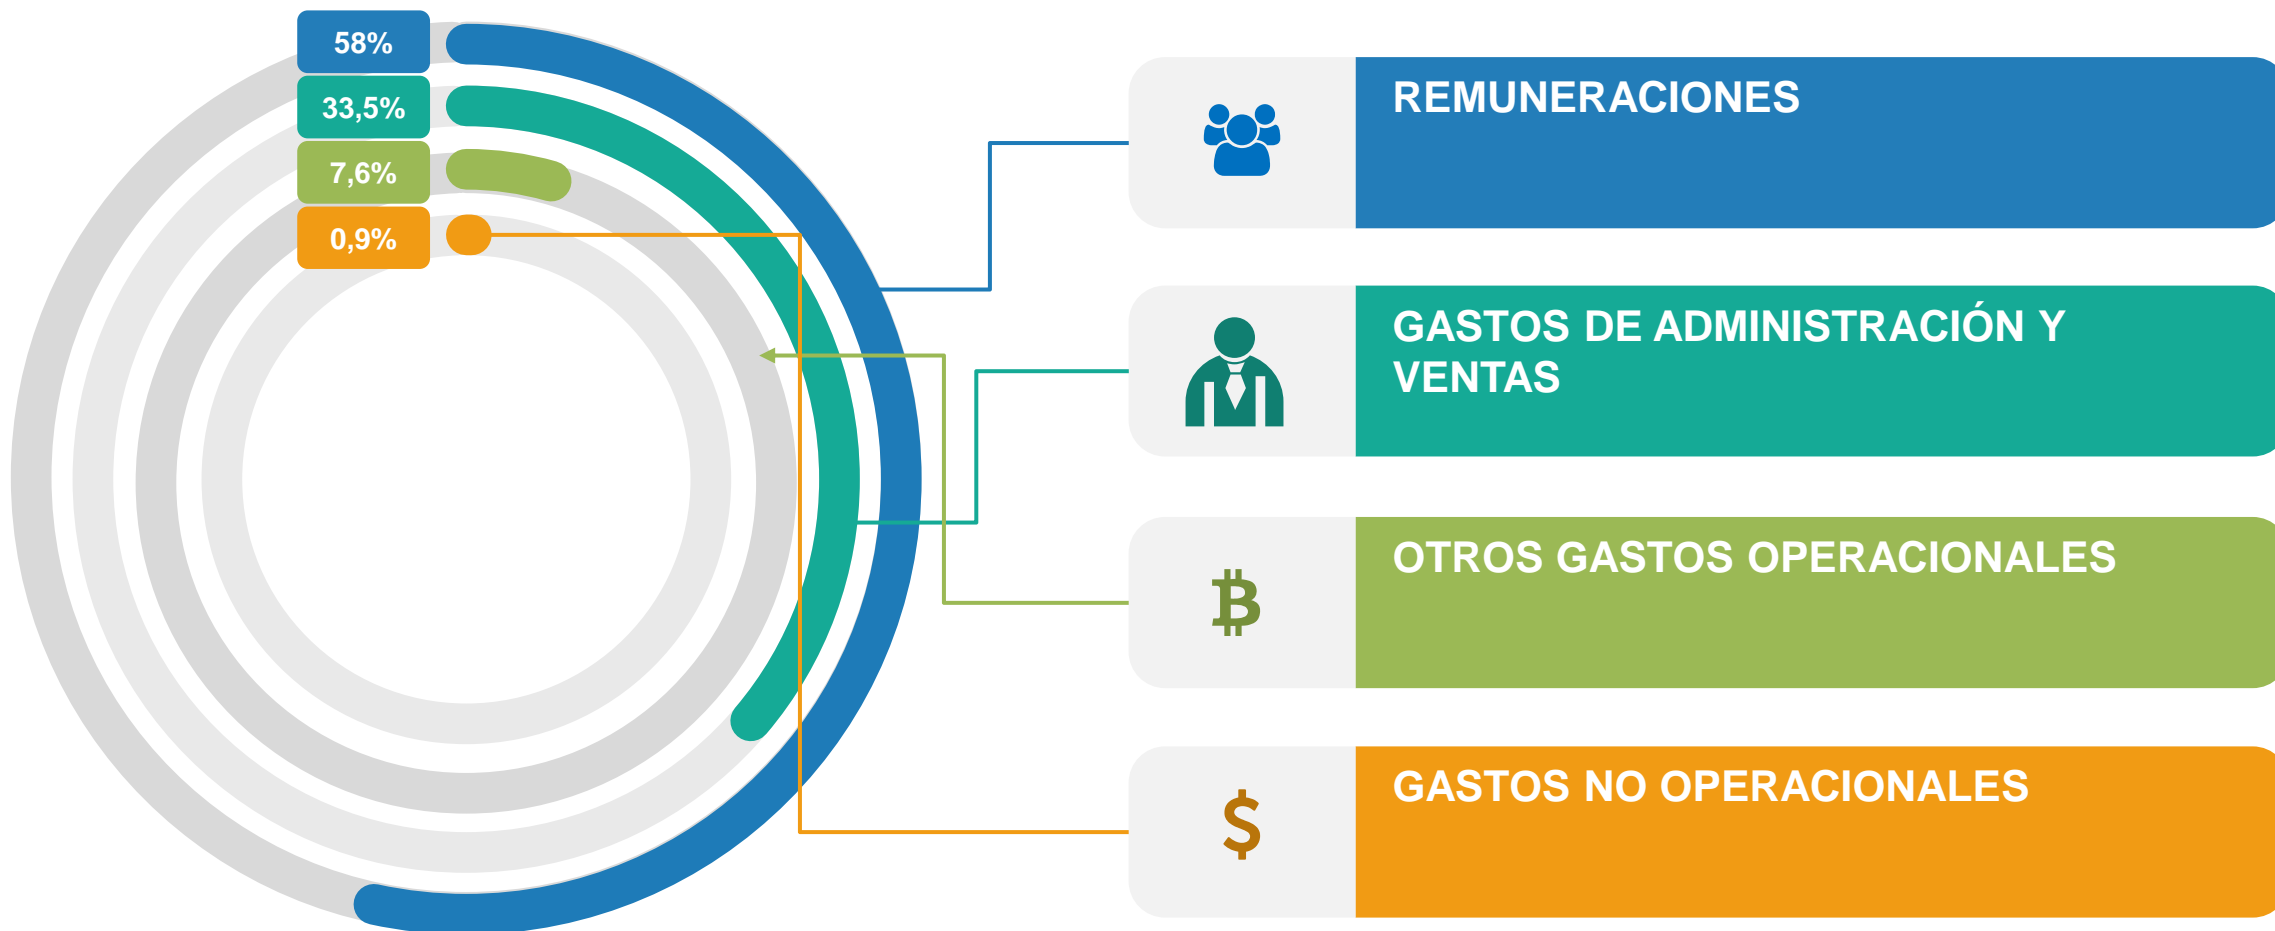 58%
33,5%
7,6%
0,9%
REMUNERACIONES
GASTOS DE ADMINISTRACIÓN Y
VENTAS
OTROS GASTOS OPERACIONALES
GASTOS NO OPERACIONALES